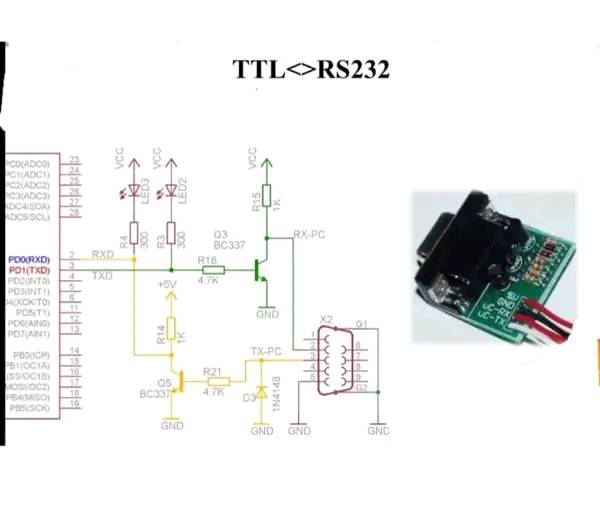 TTL<>RS232
PC0(ADC0) 23
PC1(ADC1) 24
PC2(ADC2) 25
PC3(ADC3) 26
ADC4(SDA) 27
ADC5(SCL) 28
PD0(RXD) 2 RXD
PD1(TXD) 3 TXD
PD2(INT0) 4
PD3(INT1) 5
D4(XCK/T0) 6
PD5(T1) 11
PD6(AIN0) 12
PD7(AIN1) 13
PB0(ICP) 14
PB1(OC1A) 15
(SS/OC1B) 16
MOSI/OC2) 17
PB4(MISO) 18
PB5(SCK) 19
VCC
LED3
R4
300
VCC
LED2
R3
300
VCC
R15
1K
Q3
BC337
R18
4.7K
GND
RX-PC
+5V
R14
1K
Q5
BC337
GND
R21
4.7K
TX-PC
D3
1N4148
GND
X2
G1
1
2
3
4
5
6
7
8
9
G2
GND
GND
5V
GND
UC-RX
UC-TX